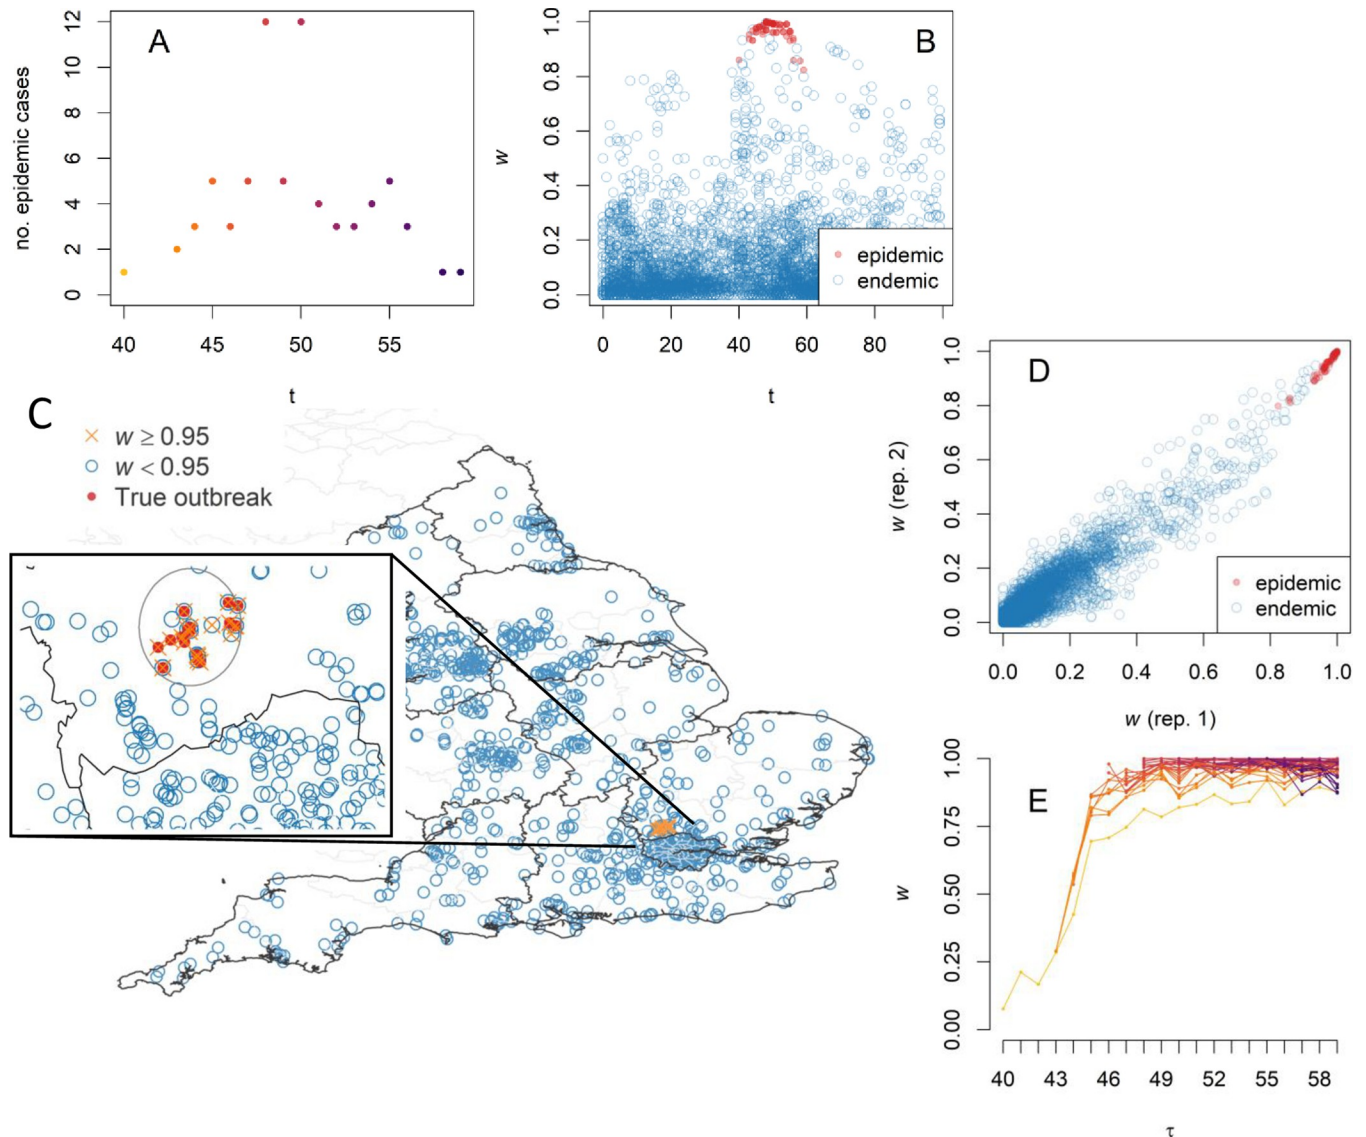 A
no. epidemic cases
12
10
8
6
4
2
0
40 45 50 55
t
B
w
1.0
0.8
0.6
0.4
0.2
0.0
epidemic
endemic
0 20 40 60 80
t
C
w ≥ 0.95
w < 0.95
True outbreak
D
w (rep. 2)
1.0
0.8
0.6
0.4
0.2
0.0
epidemic
endemic
0.0 0.2 0.4 0.6 0.8 1.0
w (rep. 1)
E
w
1.00
0.75
0.50
0.25
0.00
40 43 46 49 52 55 58
τ